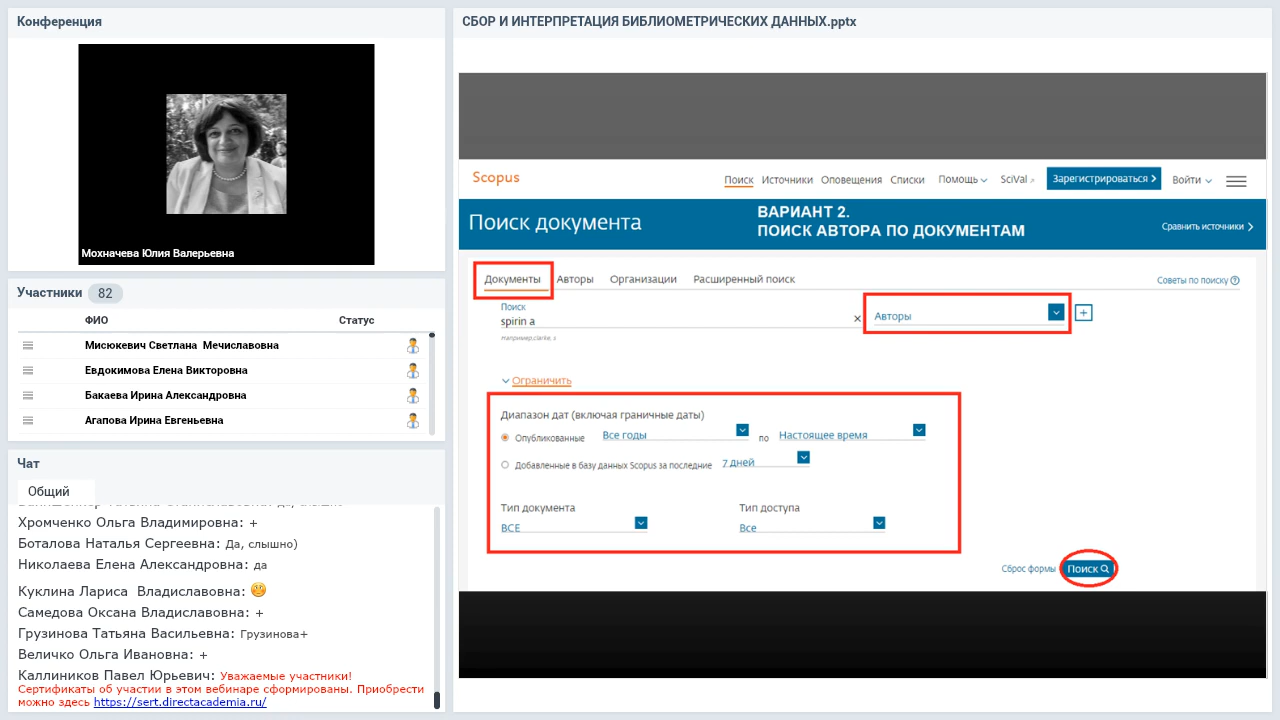 Конференция
Мохначева Юлия Валерьевна
Участники 82
ФИО Статус
Мисюкевич Светлана Мечиславовна
Евдокимова Елена Викторовна
Бакаева Ирина Александровна
Агапова Ирина Евгеньевна
Чат
Общий
Хромченко Ольга Владимировна: +
Боталова Наталья Сергеевна: Да, слышно)
Николаева Елена Александровна: да
Куклина Лариса Владиславовна:
Самедова Оксана Владиславовна: +
Грузинова Татьяна Васильевна: Грузинова+
Величко Ольга Ивановна: +
Каллиников Павел Юрьевич: Уважаемые участники!
Сертификаты об участии в этом вебинаре сформированы. Приобрести
можно здесь https://sert.directacademia.ru/
СБОР И ИНТЕРПРЕТАЦИЯ БИБЛИОМЕТРИЧЕСКИХ ДАННЫХ.pptx
Scopus
Поиск Источники Оповещения Списки Помощь SciVal Зарегистрироваться Войти
Поиск документа
ВАРИАНТ 2.
ПОИСК АВТОРА ПО ДОКУМЕНТАМ
Сравнить источники
Документы Авторы Организации Расширенный поиск
Советы по поиску
Поиск
spirin a
Авторы
Ограничить
Диапазон дат (включая граничные даты)
Опубликованные Все годы по Настоящее время
Добавленные в базу данных Scopus за последние 7 дней
Тип документа Тип доступа
ВСЕ Все
Сброс формы Поиск